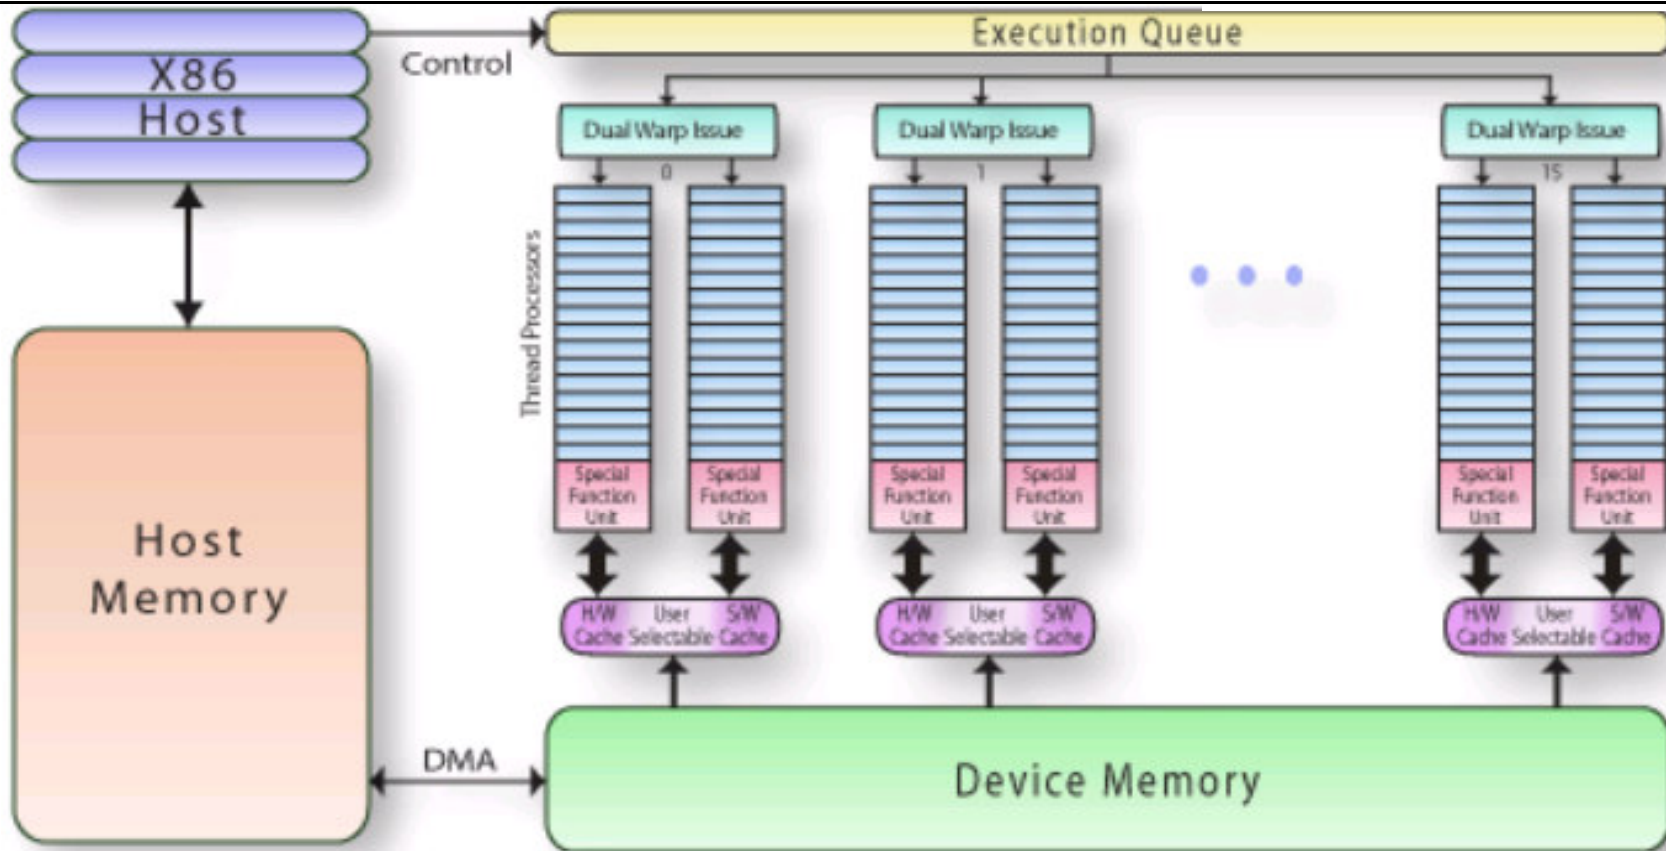 X86
Host
Control
Execution Queue
Dual Warp Issue
Dual Warp Issue
Dual Warp Issue
0
1
15
Thread Processors
Special
Function
Unit
Special
Function
Unit
Special
Function
Unit
Special
Function
Unit
Special
Function
Unit
Special
Function
Unit
H/W User S/W
Cache Selectable Cache
H/W User S/W
Cache Selectable Cache
H/W User S/W
Cache Selectable Cache
Host
Memory
DMA
Device Memory